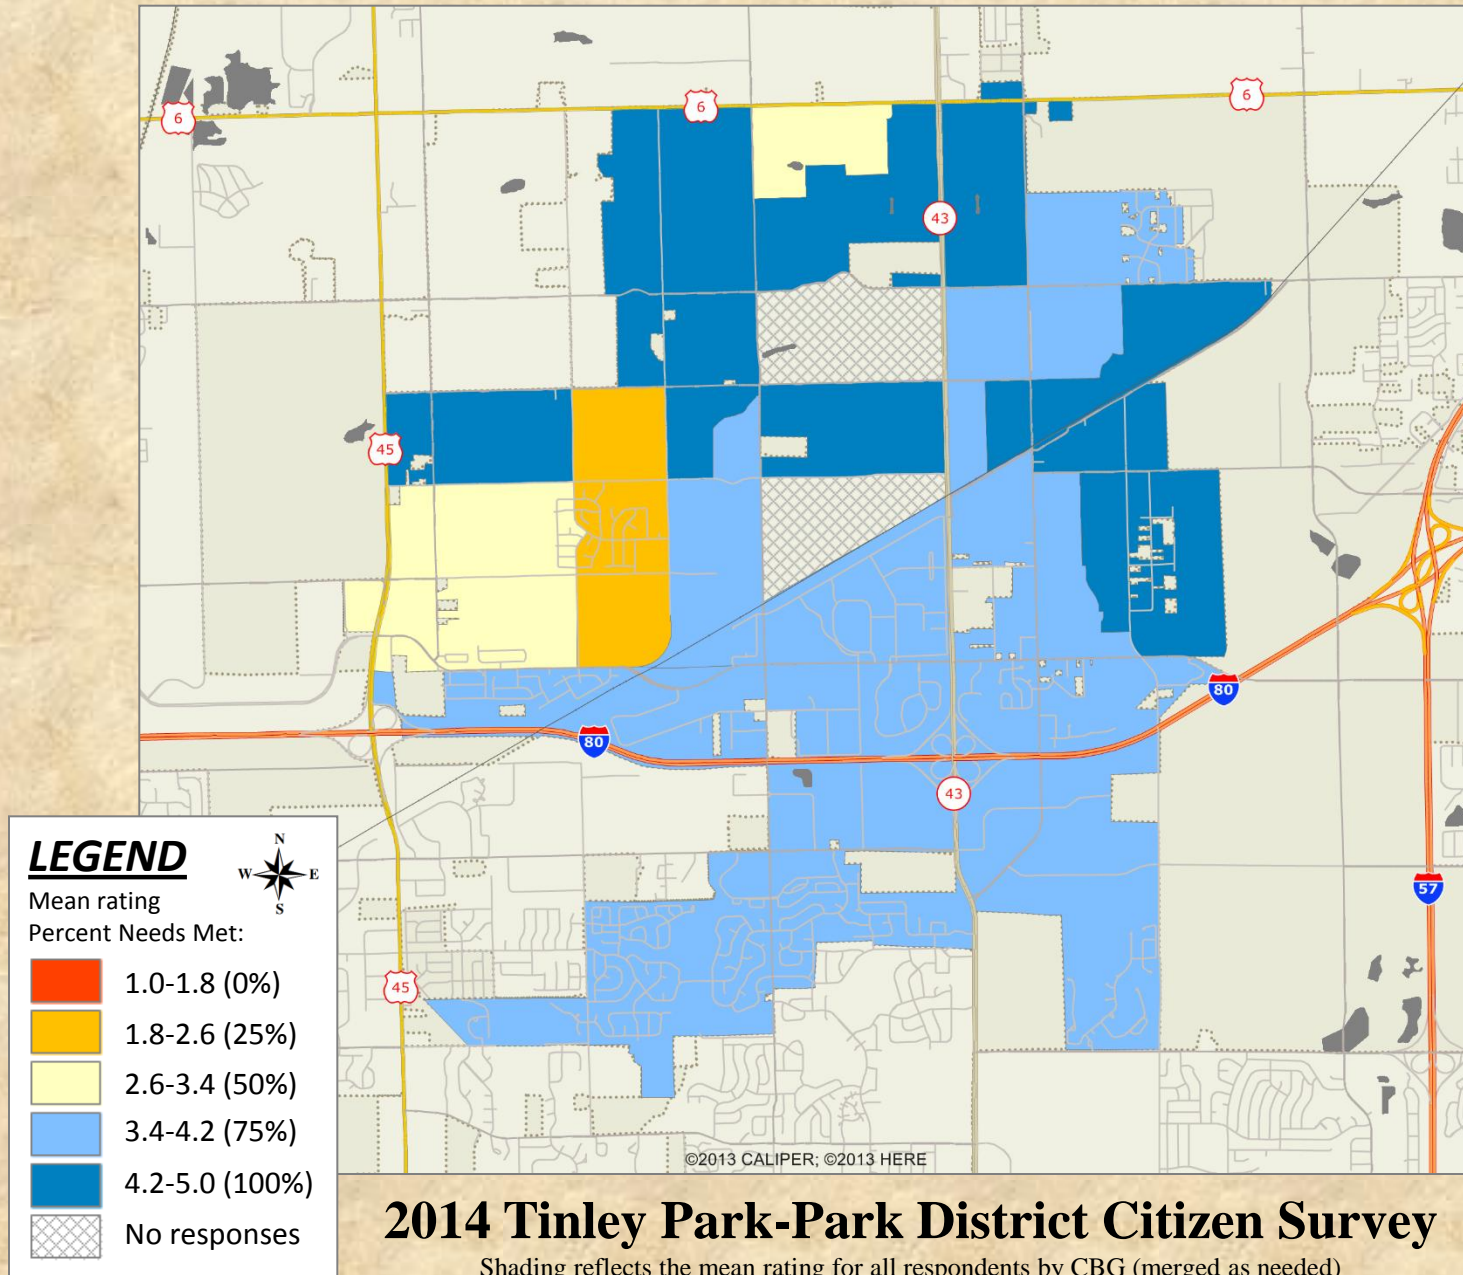 6
6
6
43
45
80
80
43
57
45
LEGEND
N
W E
S
Mean rating
Percent Needs Met:
1.0-1.8 (0%)
1.8-2.6 (25%)
2.6-3.4 (50%)
3.4-4.2 (75%)
4.2-5.0 (100%)
No responses
©2013 CALIPER; ©2013 HERE
2014 Tinley Park-Park District Citizen Survey
Shading reflects the mean rating for all respondents by CBG (merged as needed)